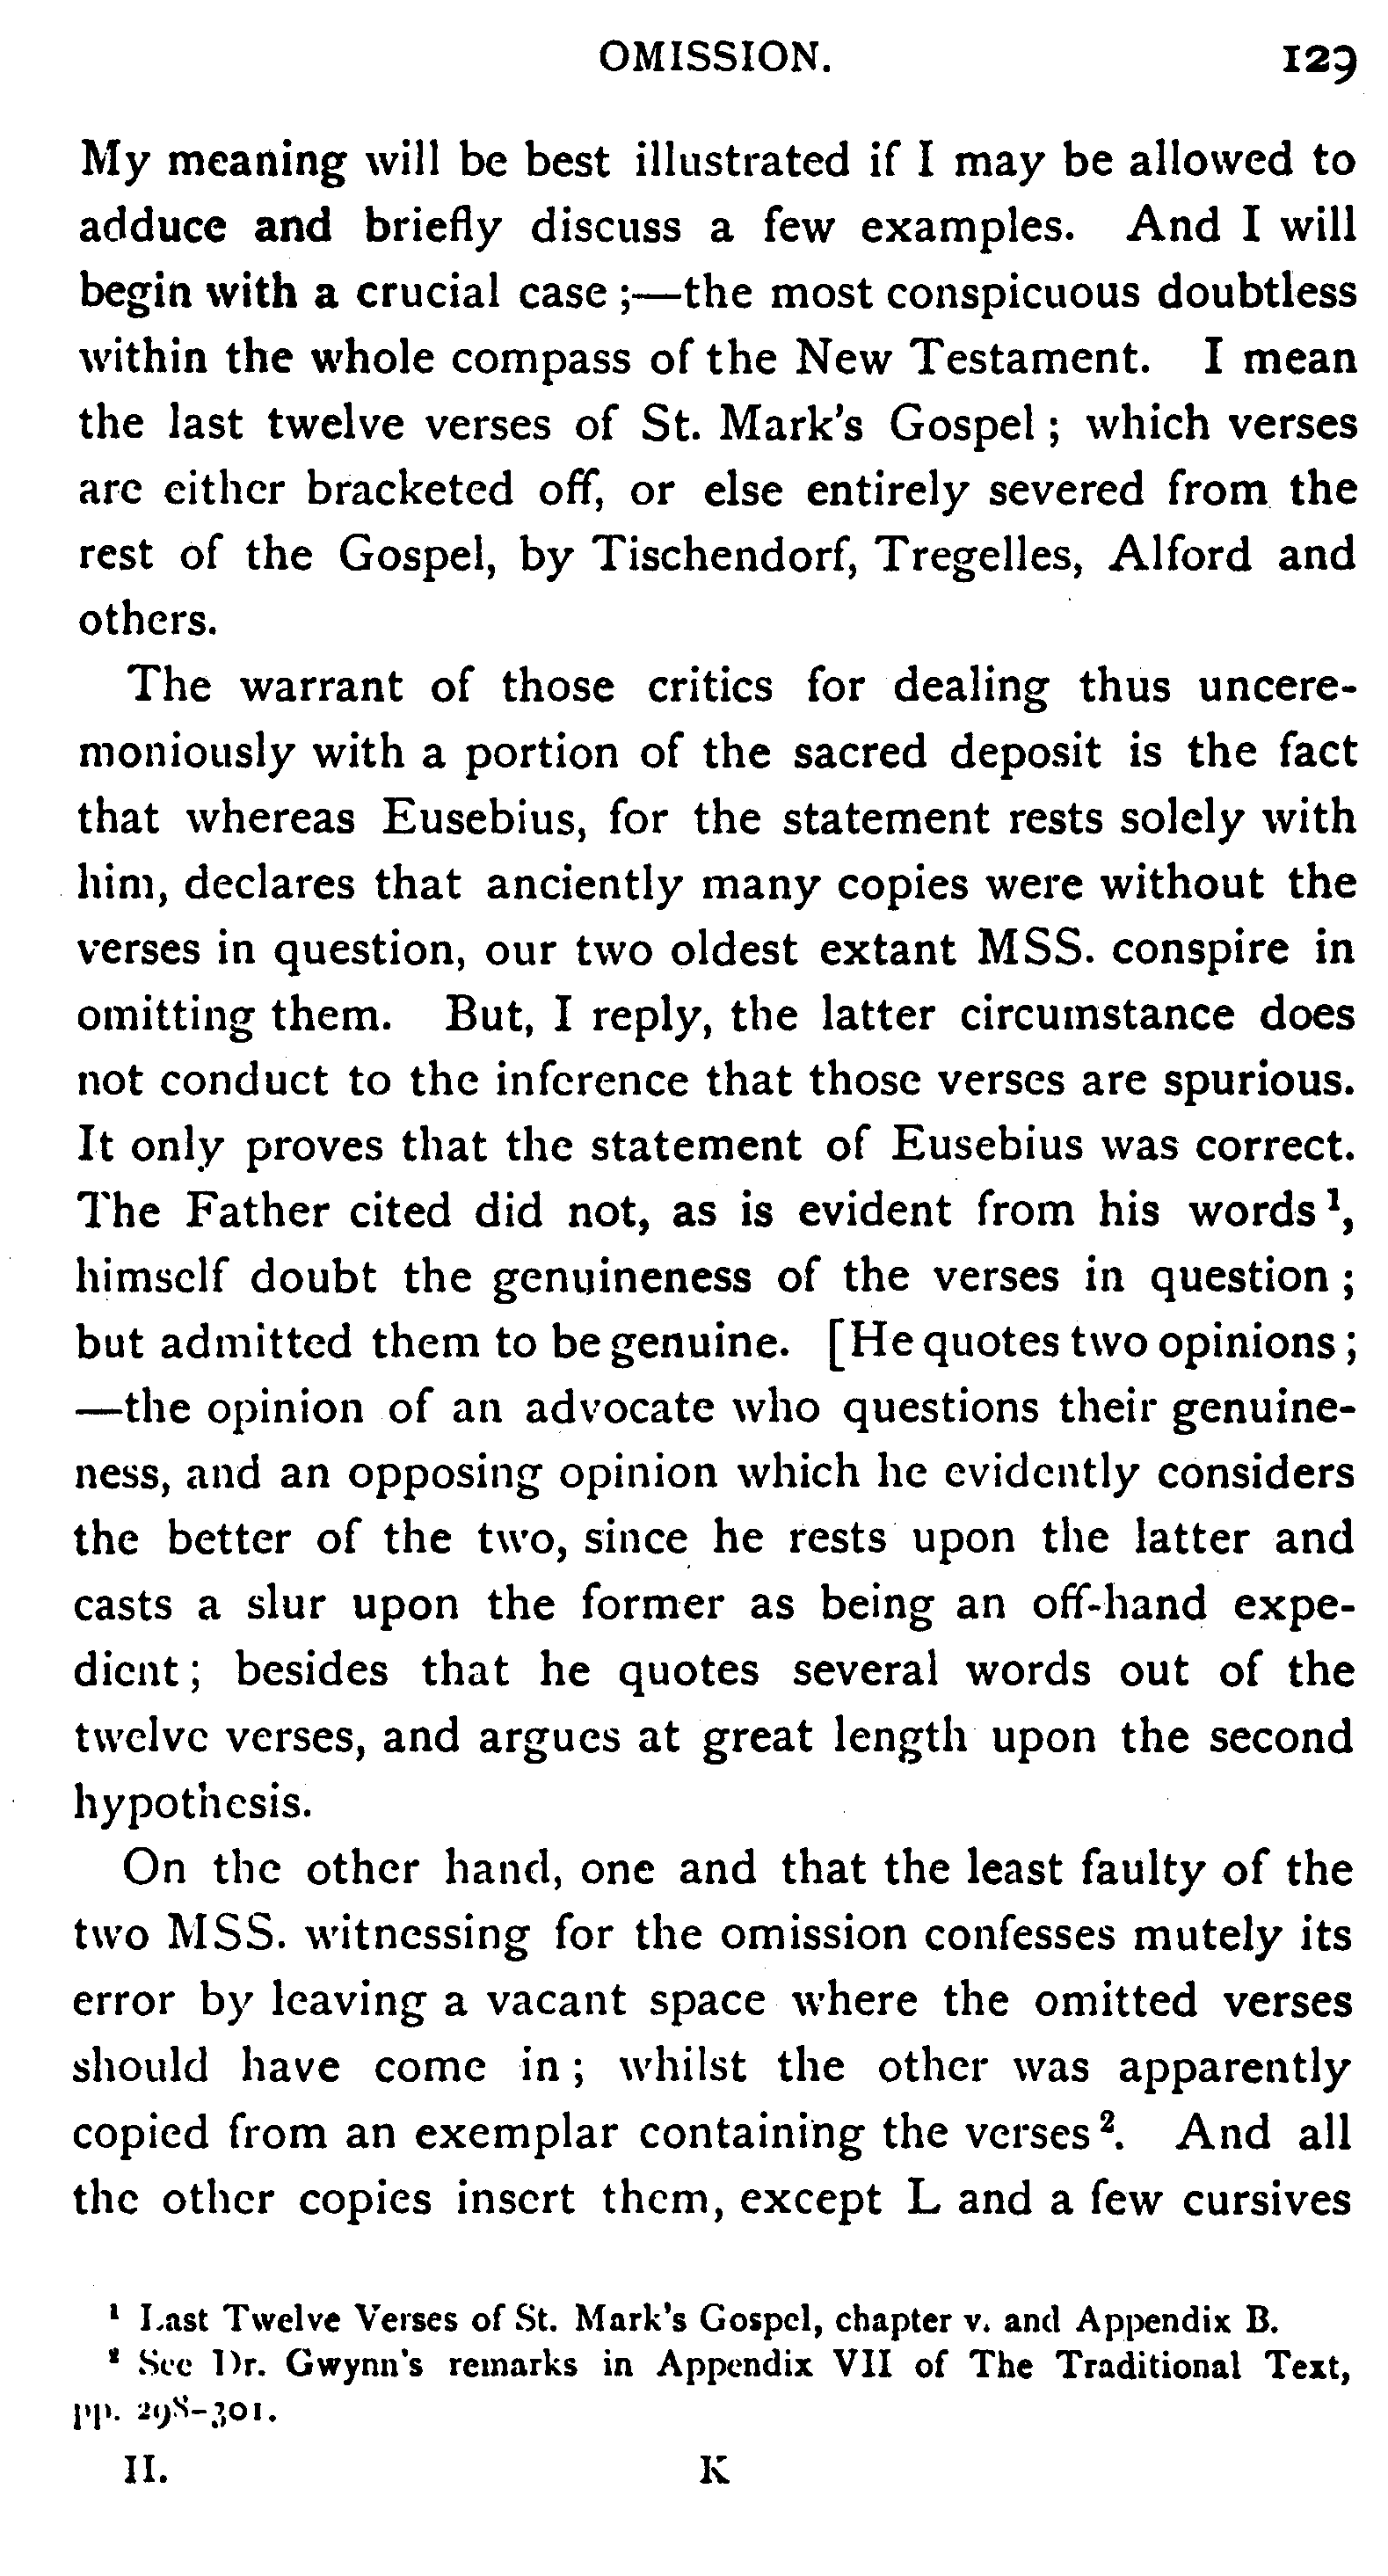 OMISSION. 129
My meaning will be best illustrated if I may be allowed to
adduce and briefly discuss a few examples. And I will
begin with a crucial case ;—the most conspicuous doubtless
within the whole compass of the New Testament. I mean
the last twelve verses of St. Mark's Gospel ; which verses
are either bracketed off, or else entirely severed from the
rest of the Gospel, by Tischendorf, Tregelles, Alford and
others.
The warrant of those critics for dealing thus uncere-
moniously with a portion of the sacred deposit is the fact
that whereas Eusebius, for the statement rests solely with
him, declares that anciently many copies were without the
verses in question, our two oldest extant MSS. conspire in
omitting them. But, I reply, the latter circumstance does
not conduct to the inference that those verses are spurious.
It only proves that the statement of Eusebius was correct.
The Father cited did not, as is evident from his words ¹,
himself doubt the genuineness of the verses in question ;
but admitted them to be genuine. [He quotes two opinions ;
—the opinion of an advocate who questions their genuine-
ness, and an opposing opinion which he evidently considers
the better of the two, since he rests upon the latter and
casts a slur upon the former as being an off-hand expe-
dient ; besides that he quotes several words out of the
twelve verses, and argues at great length upon the second
hypothesis.
On the other hand, one and that the least faulty of the
two MSS. witnessing for the omission confesses mutely its
error by leaving a vacant space where the omitted verses
should have come in ; whilst the other was apparently
copied from an exemplar containing the verses ². And all
the other copies insert them, except L and a few cursives
¹ Last Twelve Verses of St. Mark's Gospel, chapter v. and Appendix B.
² See Dr. Gwynn's remarks in Appendix VII of The Traditional Text,
pp. 298-301.
II. K